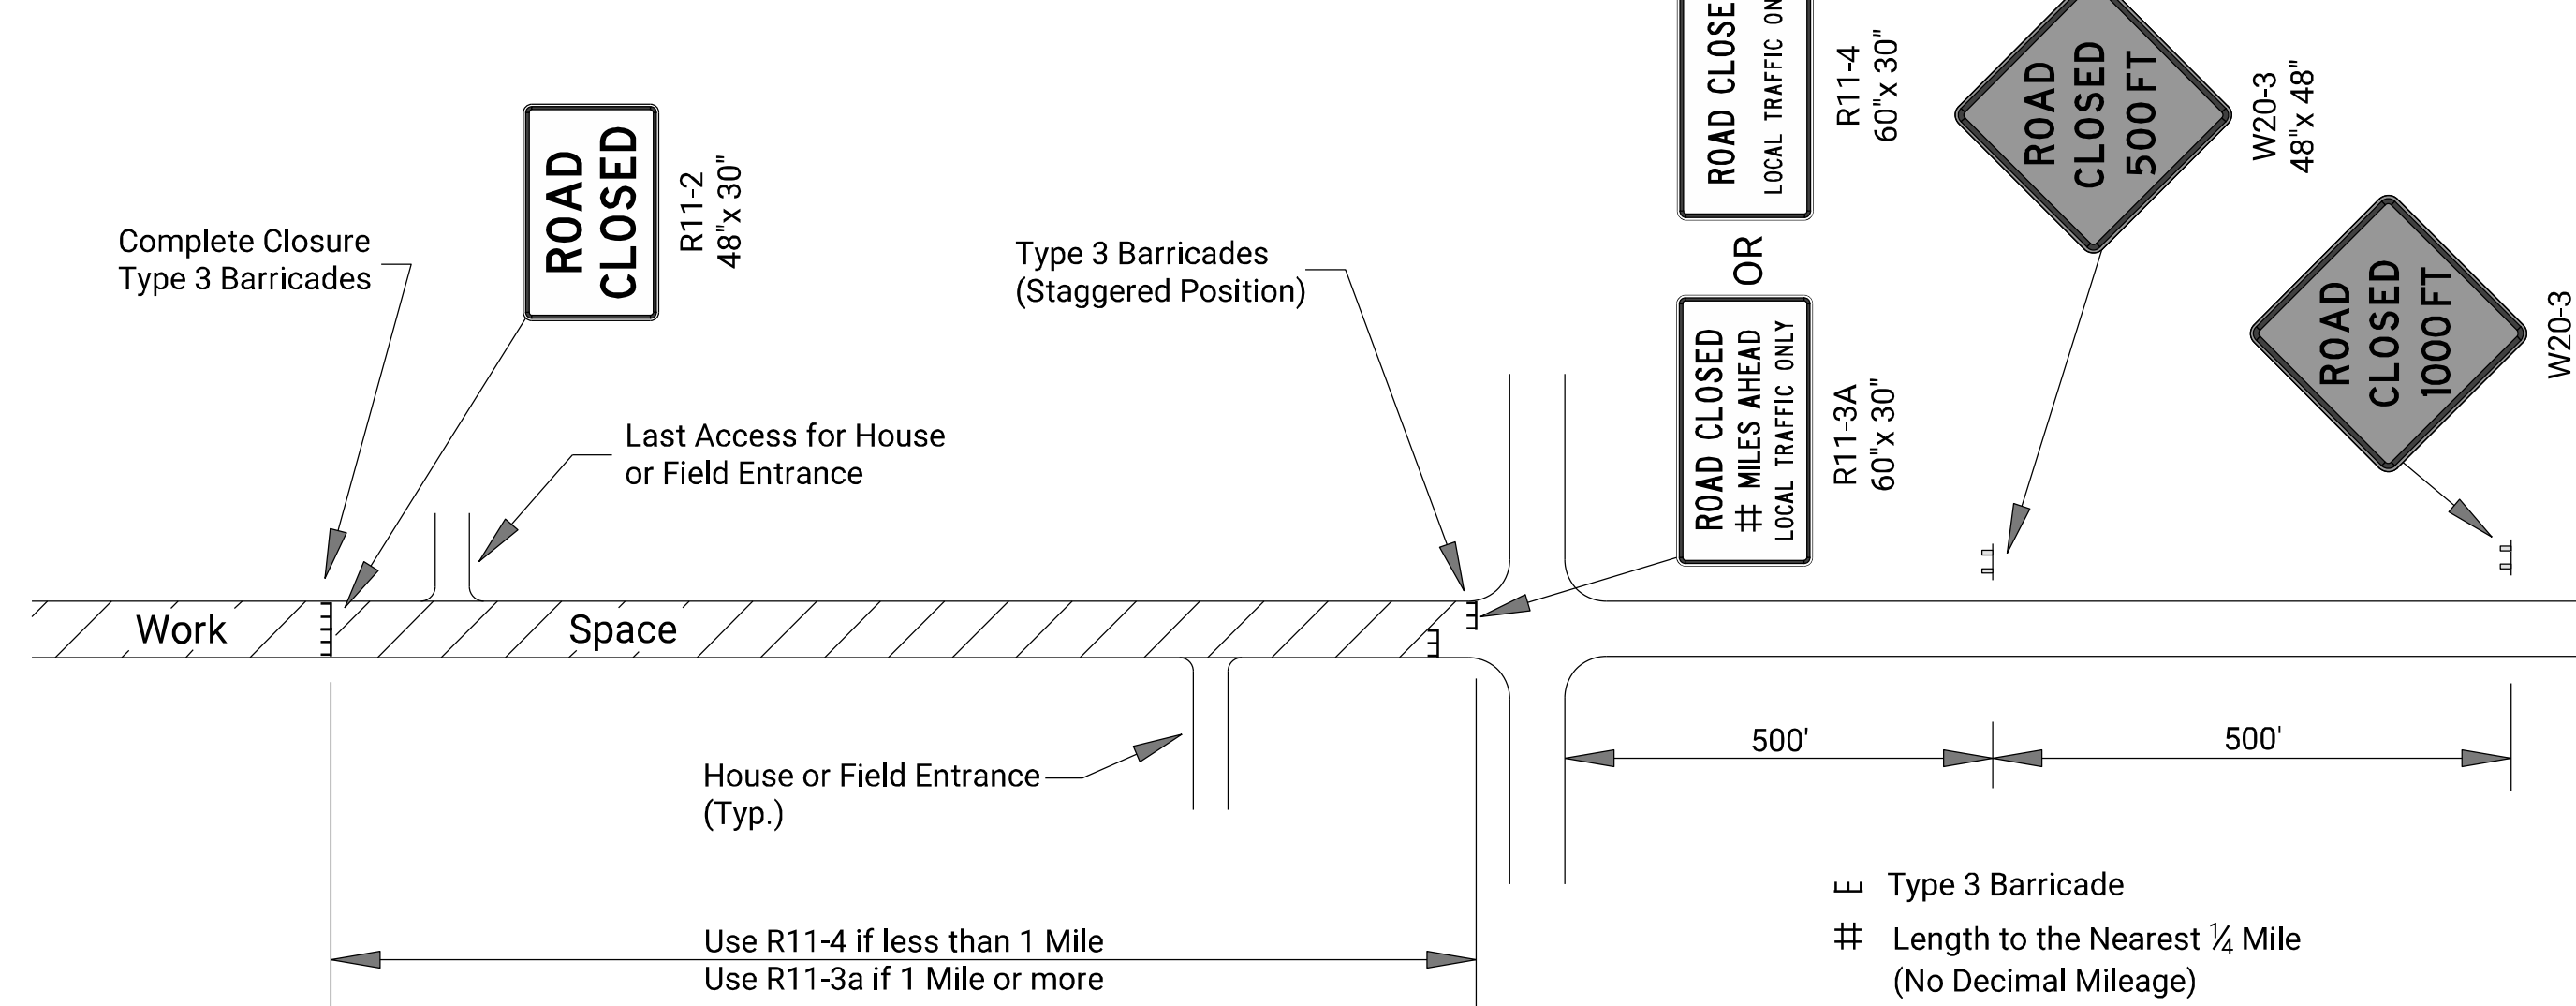 ROAD CLOSE
LOCAL TRAFFIC ON
R11-4
60"x 30"
ROAD
CLOSED
500 FT
W20-3
48"x 48"
ROAD
CLOSED
R11-2
48"x 30"
Complete Closure
Type 3 Barricades
Type 3 Barricades
(Staggered Position)
OR
ROAD CLOSED
# MILES AHEAD
LOCAL TRAFFIC ONLY
R11-3A
60"x 30"
ROAD
CLOSED
1000 FT
W20-3
Last Access for House
or Field Entrance
Work
Space
500'
500'
House or Field Entrance
(Typ.)
Type 3 Barricade
# Length to the Nearest ¼ Mile
(No Decimal Mileage)
Use R11-4 if less than 1 Mile
Use R11-3a if 1 Mile or more